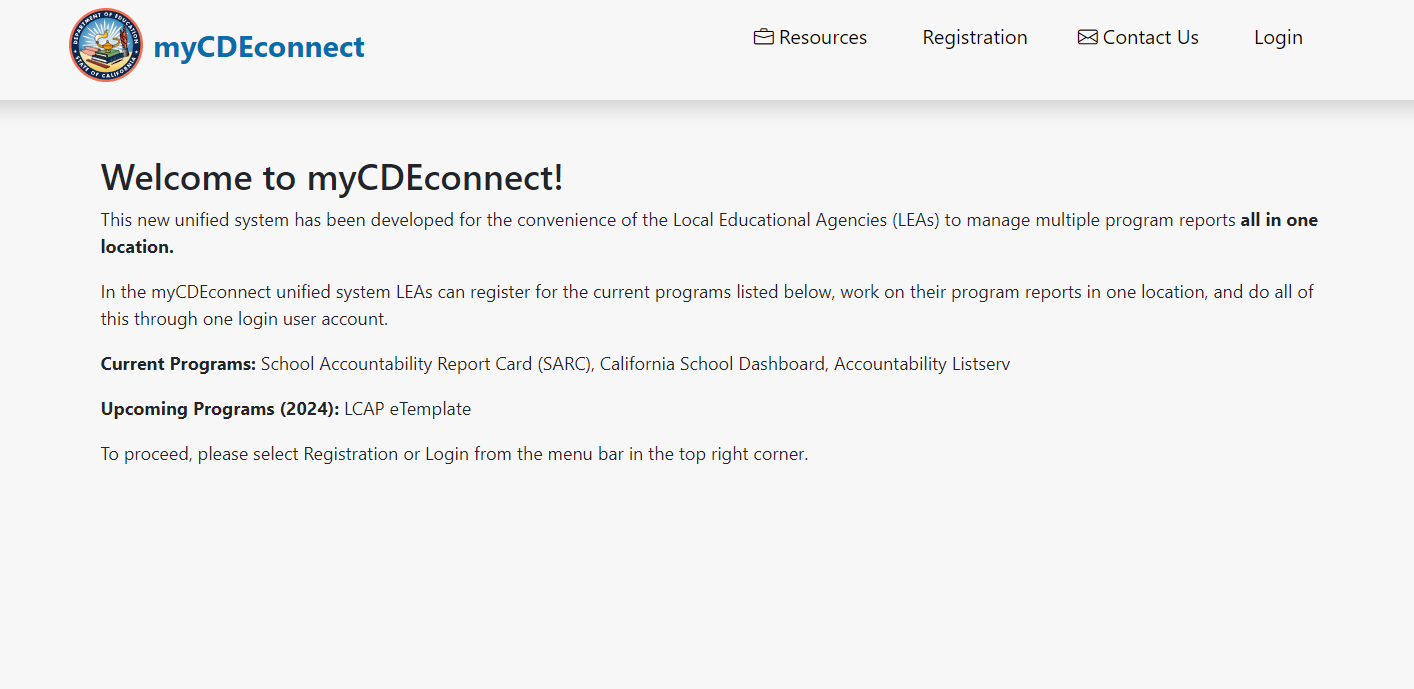 DEPARTMENT OF EDUCATION
STATE OF CALIFORNIA
myCDEconnect
Resources
Registration
Contact Us
Login
Welcome to myCDEconnect!
This new unified system has been developed for the convenience of the Local Educational Agencies (LEAs) to manage multiple program reports all in one
location.
In the myCDEconnect unified system LEAs can register for the current programs listed below, work on their program reports in one location, and do all of
this through one login user account.
Current Programs: School Accountability Report Card (SARC), California School Dashboard, Accountability Listserv
Upcoming Programs (2024): LCAP eTemplate
To proceed, please select Registration or Login from the menu bar in the top right corner.